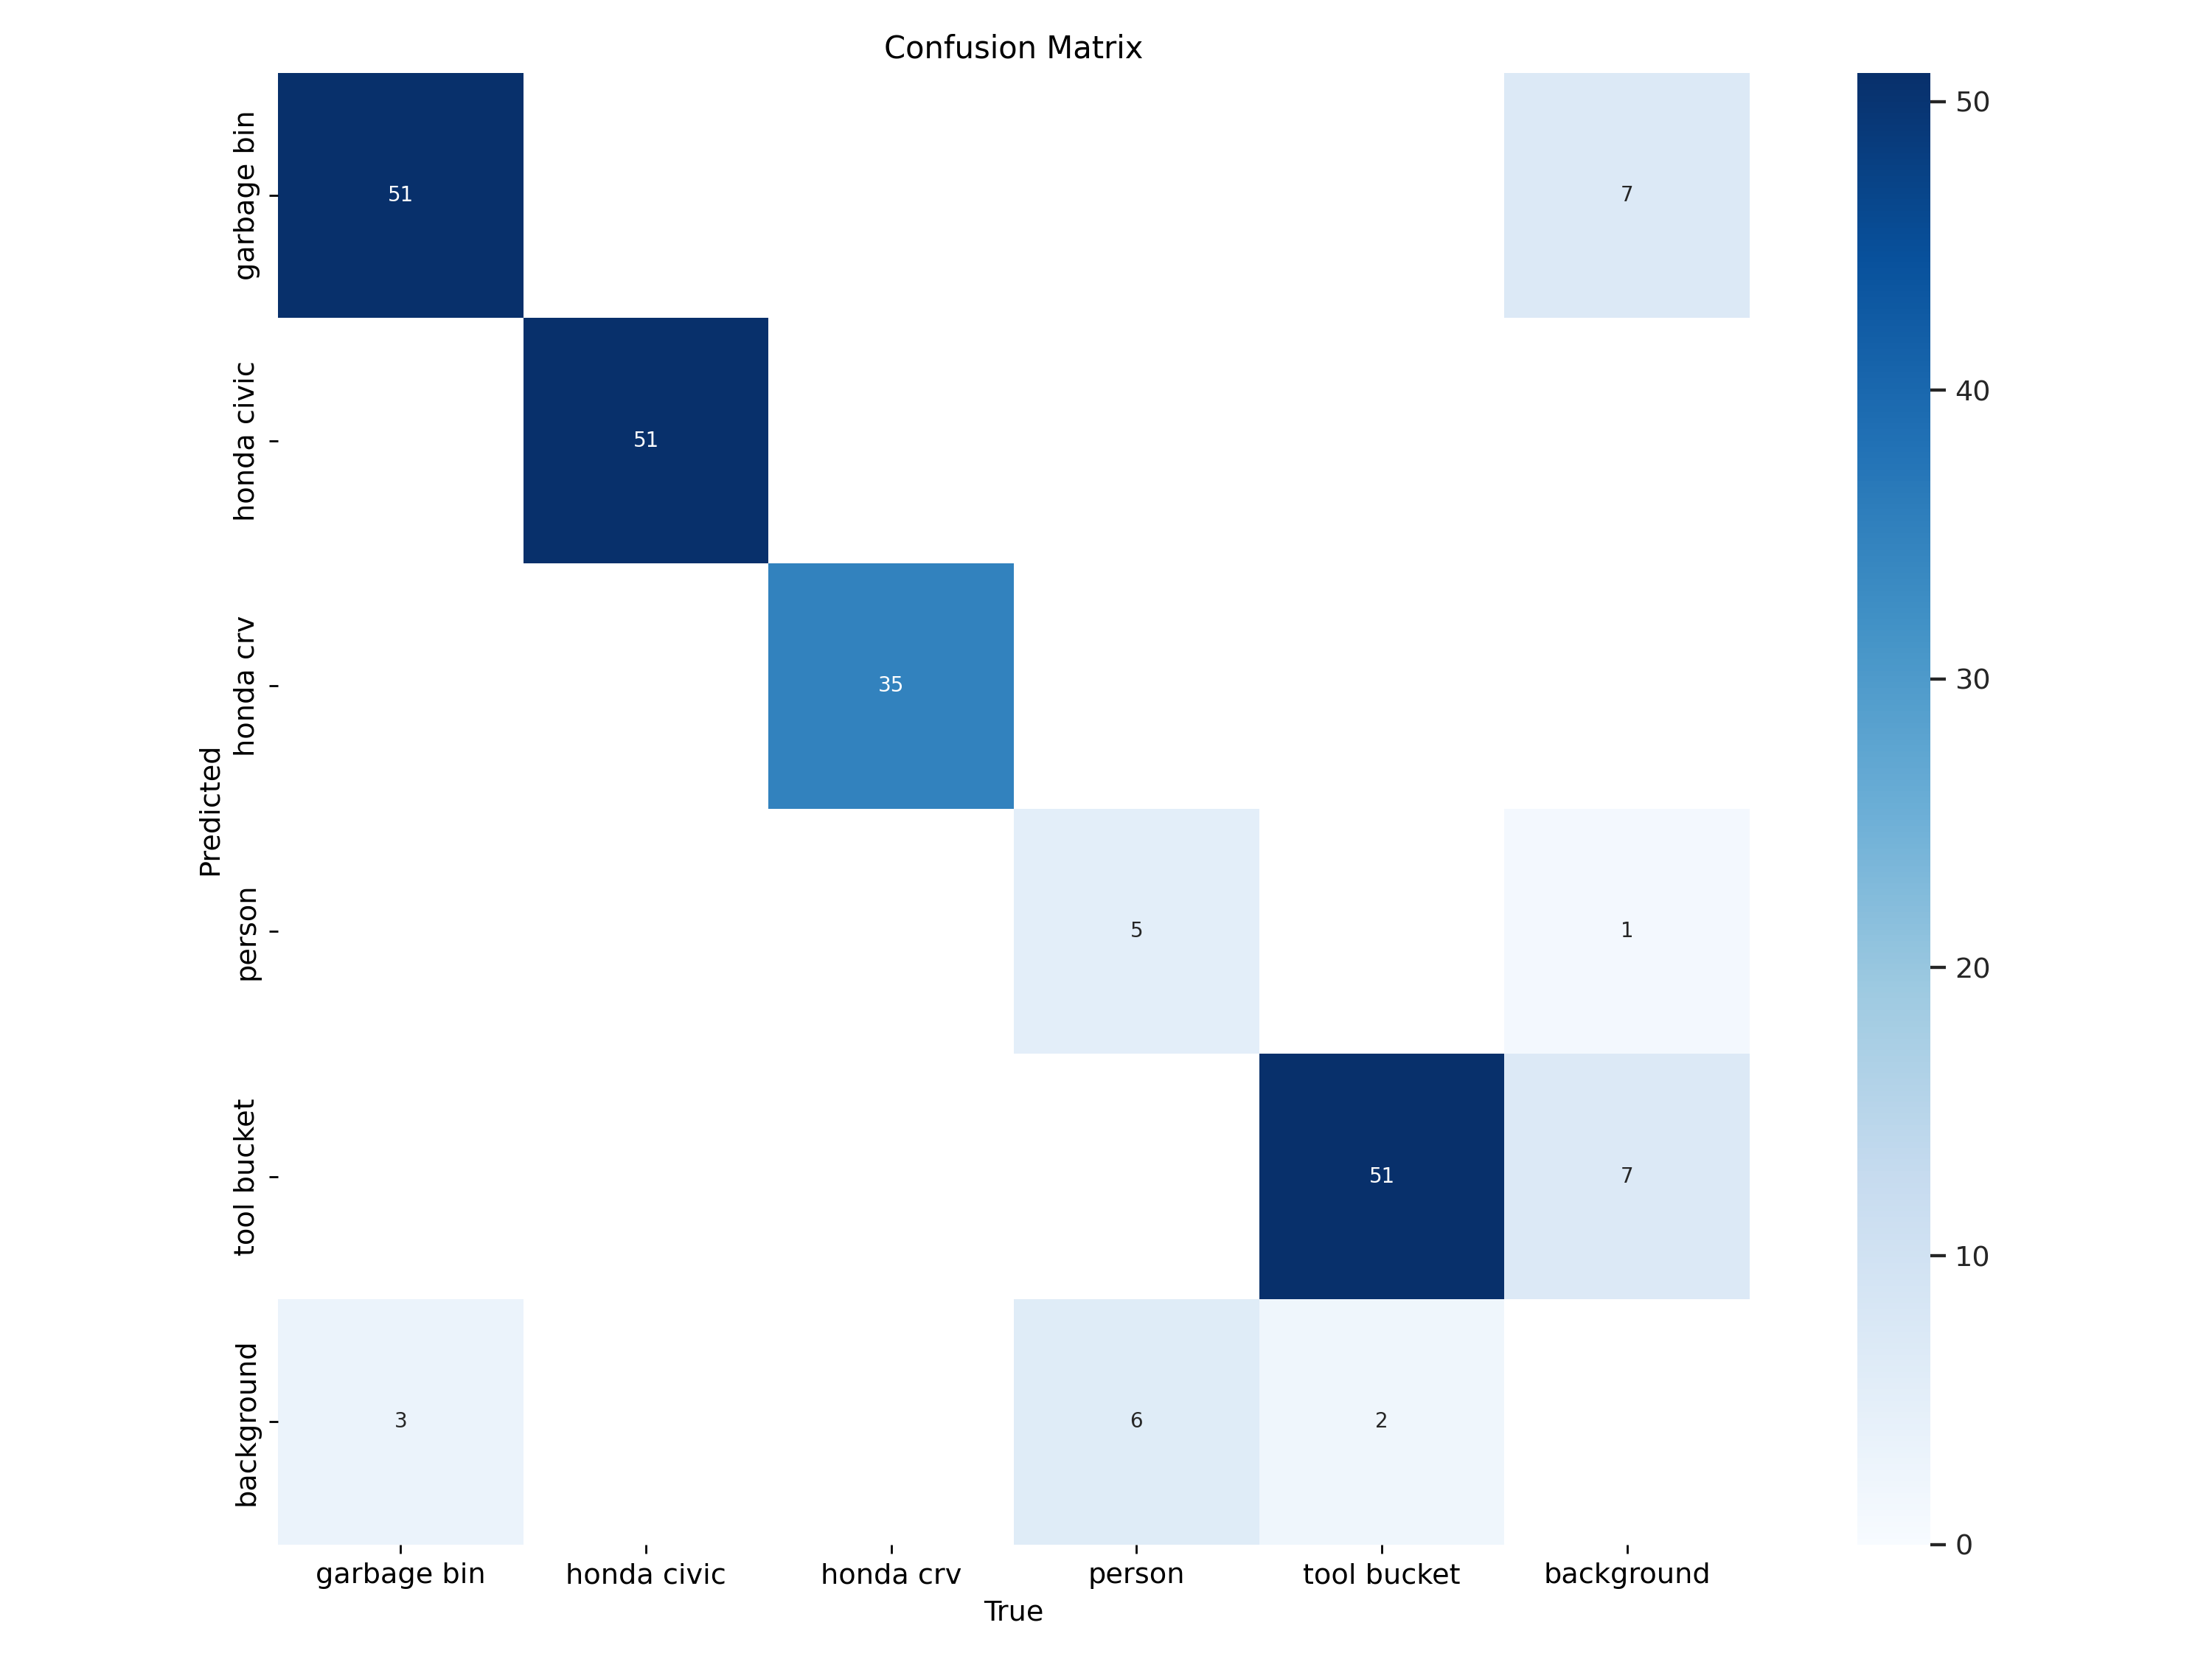 Confusion Matrix
garbage bin
51
7
50
honda civic
51
40
honda crv
35
30
Predicted
person
5
1
20
tool bucket
51
7
10
background
3
6
2
0
garbage bin
honda civic
honda crv
person
tool bucket
background
True